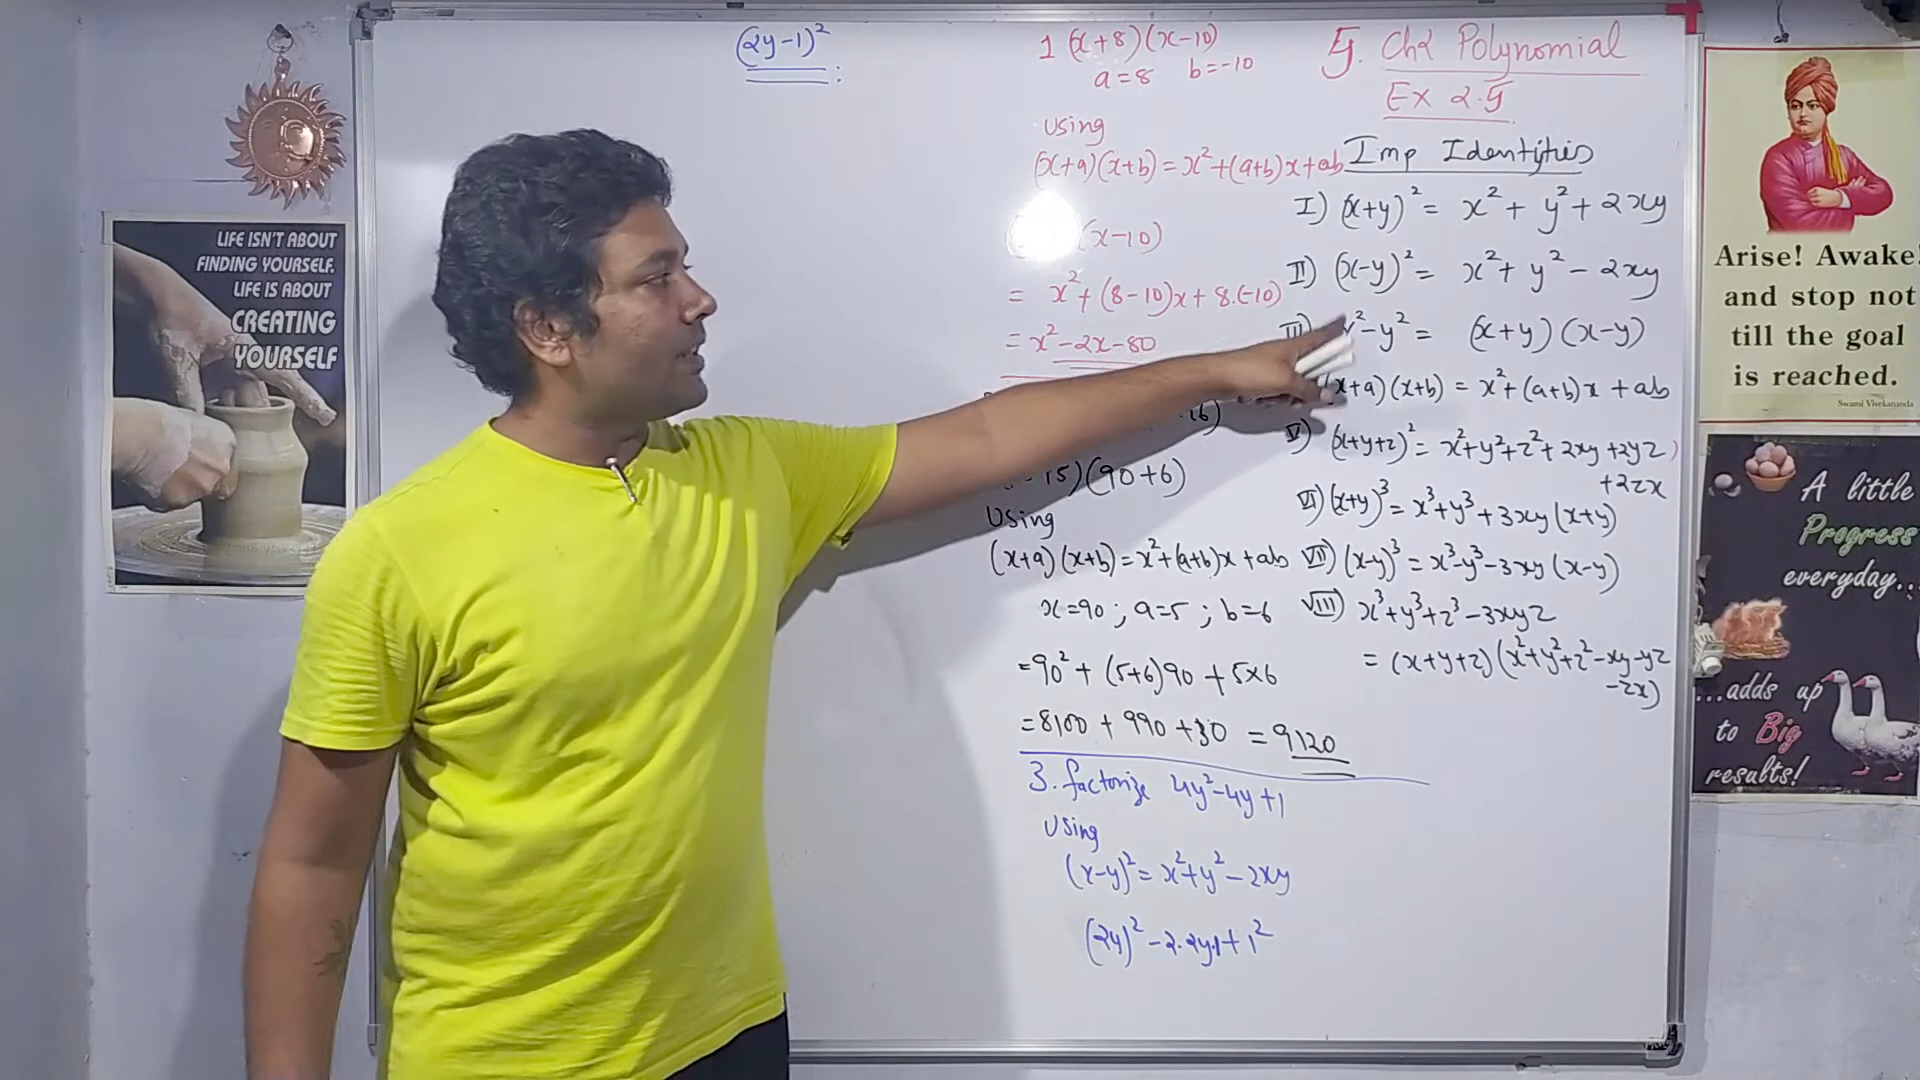 LIFE ISN'T ABOUT
FINDING YOURSELF.
LIFE IS ABOUT
CREATING
YOURSELF
(2y-1)²
:
1 (x+8)(x-10)
a=8 b=-10
Using
(x+a)(x+b)=x²+(a+b)x+ab
(x-10)
= x²+(8-10)x+8.(-10)
= x²-2x-80
16)
15)(90+6)
Using
(x+a)(x+b)=x²+(a+b)x+ab
x=90; a=5; b=6
=90²+(5+6)90+5×6
=8100+990+30=9120
3. factorize 4y²-4y+1
Using
(x-y)²=x²+y²-2xy
(2y)²-2.2y.1+1²
Ch2 Polynomial
Imp Identities
I) (x+y)²= x²+y²+2xy
II) (x-y)²= x²+y²-2xy
III) -y²= (x+y)(x-y)
(x+a)(x+b)=x²+(a+b)x+ab
V) (x+y+z)²=x²+y²+z²+2xy+2yz
+2zx
VI) (x+y)³=x³+y³+3xy(x+y)
VII) (x-y)³=x³-y³-3xy(x-y)
VIII) x³+y³+z³-3xyz
=(x+y+z)(x²+y²+z²-xy-yz
-zx)
Arise! Awake!
and stop not
till the goal
is reached.
Swami Vivekananda
A little
Progress
everyday..
...adds up
to Big
results!